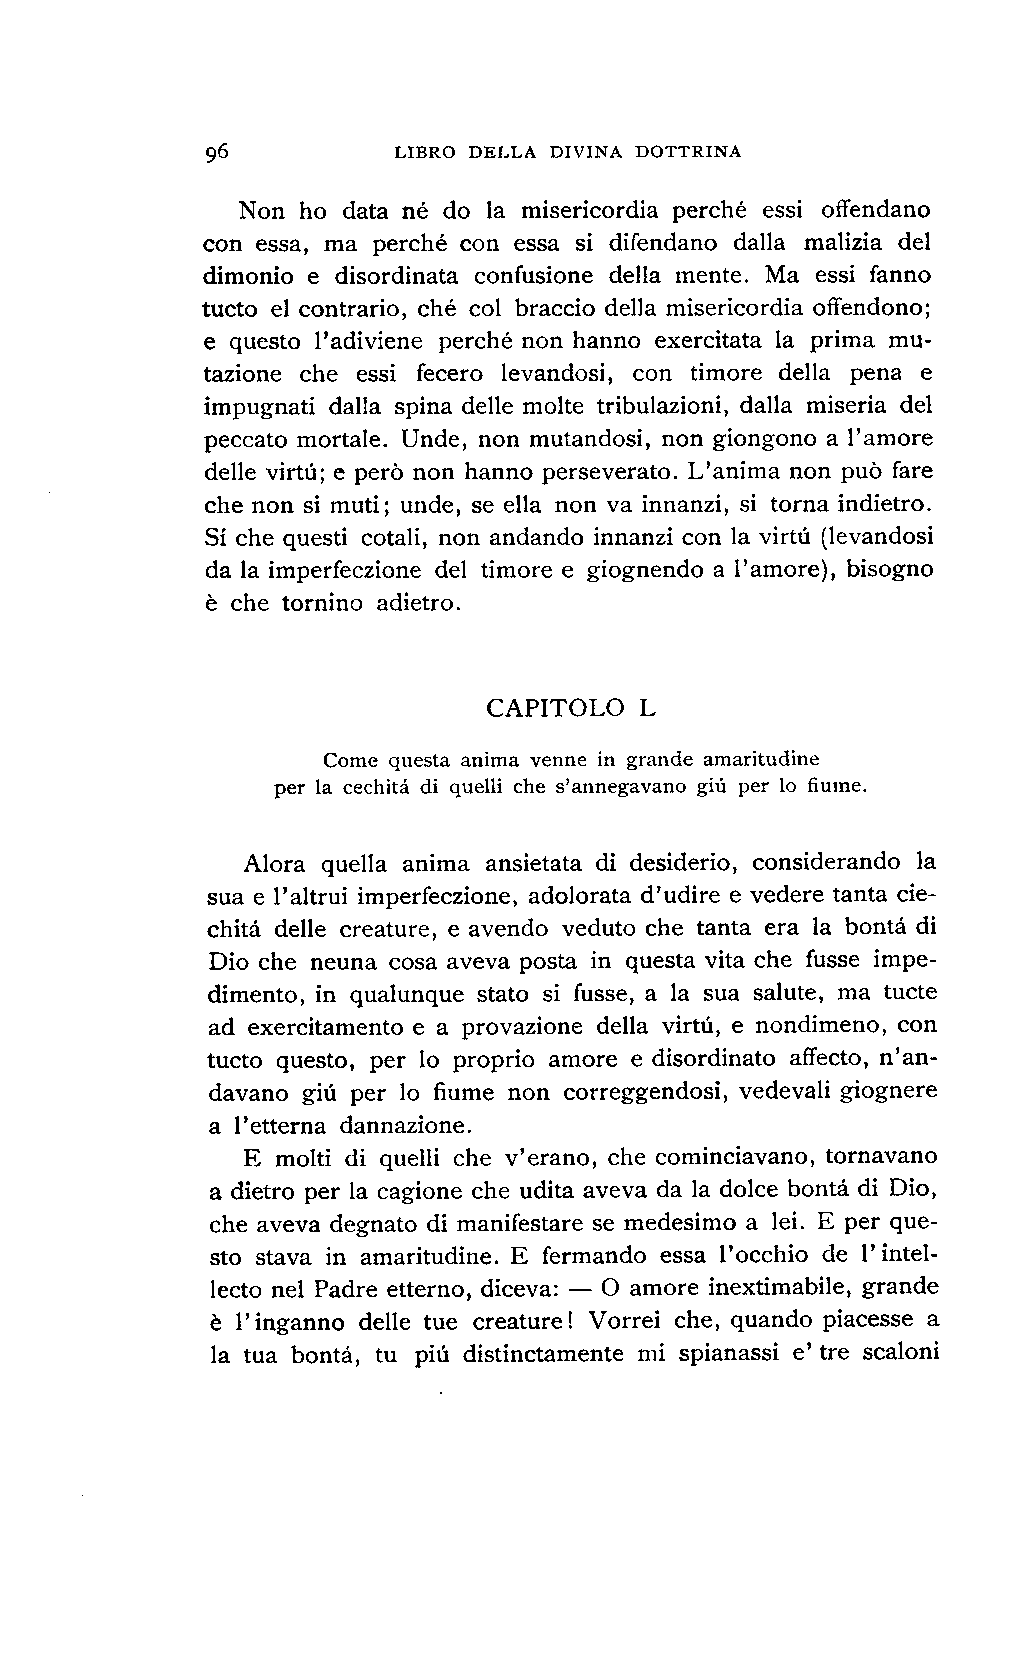 96 LIBRO DELLA DIVINA DOTTRINA
Non ho data né do la misericordia perché essi offendano
con essa, ma perché con essa si difendano dalla malizia del
dimonio e disordinata confusione della mente. Ma essi fanno
tucto el contrario, ché col braccio della misericordia offendono;
e questo l'adiviene perché non hanno exercitata la prima mu-
tazione che essi fecero levandosi, con timore della pena e
impugnati dalla spina delle molte tribulazioni, dalla miseria del
peccato mortale. Unde, non mutandosi, non giongono a l'amore
delle virtú; e però non hanno perseverato. L'anima non può fare
che non si muti; unde, se ella non va innanzi, si torna indietro.
Sí che questi cotali, non andando innanzi con la virtú (levandosi
da la imperfeczione del timore e giognendo a l'amore), bisogno
è che tornino adietro.
CAPITOLO L
Come questa anima venne in grande amaritudine
per la cechitá di quelli che s'annegavano giú per lo fiume.
Alora quella anima ansietata di desiderio, considerando la
sua e l'altrui imperfeczione, adolorata d'udire e vedere tanta cie-
chitá delle creature, e avendo veduto che tanta era la bontá di
Dio che neuna cosa aveva posta in questa vita che fusse impe-
dimento, in qualunque stato si fusse, a la sua salute, ma tucte
ad exercitamento e a provazione della virtú, e nondimeno, con
tucto questo, per lo proprio amore e disordinato affecto, n'an-
davano giú per lo fiume non correggendosi, vedevali giognere
a l'etterna dannazione.
E molti di quelli che v'erano, che cominciavano, tornavano
a dietro per la cagione che udita aveva da la dolce bontá di Dio,
che aveva degnato di manifestare se medesimo a lei. E per que-
sto stava in amaritudine. E fermando essa l'occhio de l'intel-
lecto nel Padre etterno, diceva: — O amore inextimabile, grande
è l'inganno delle tue creature! Vorrei che, quando piacesse a
la tua bontá, tu piú distinctamente mi spianassi e' tre scaloni